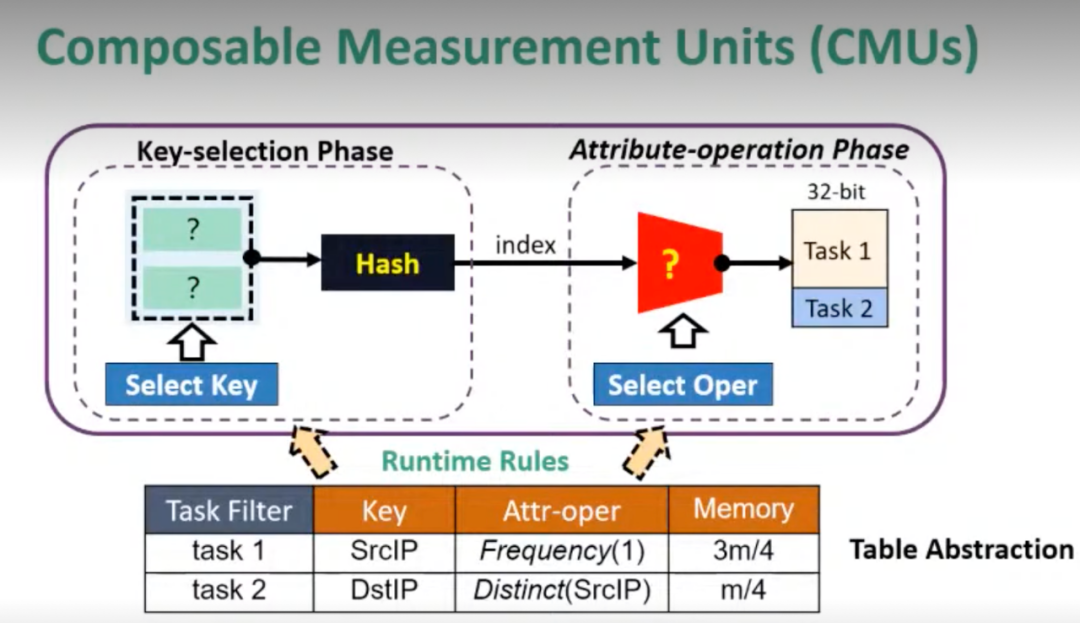 Composable Measurement Units (CMUs)
Key-selection Phase
Attribute-operation Phase
32-bit
?
?
Hash
index
?
Task 1
Task 2
Select Key
Select Oper
Runtime Rules
Task Filter Key Attr-oper Memory
task 1 SrcIP Frequency(1) 3m/4
task 2 DstIP Distinct(SrcIP) m/4
Table Abstraction